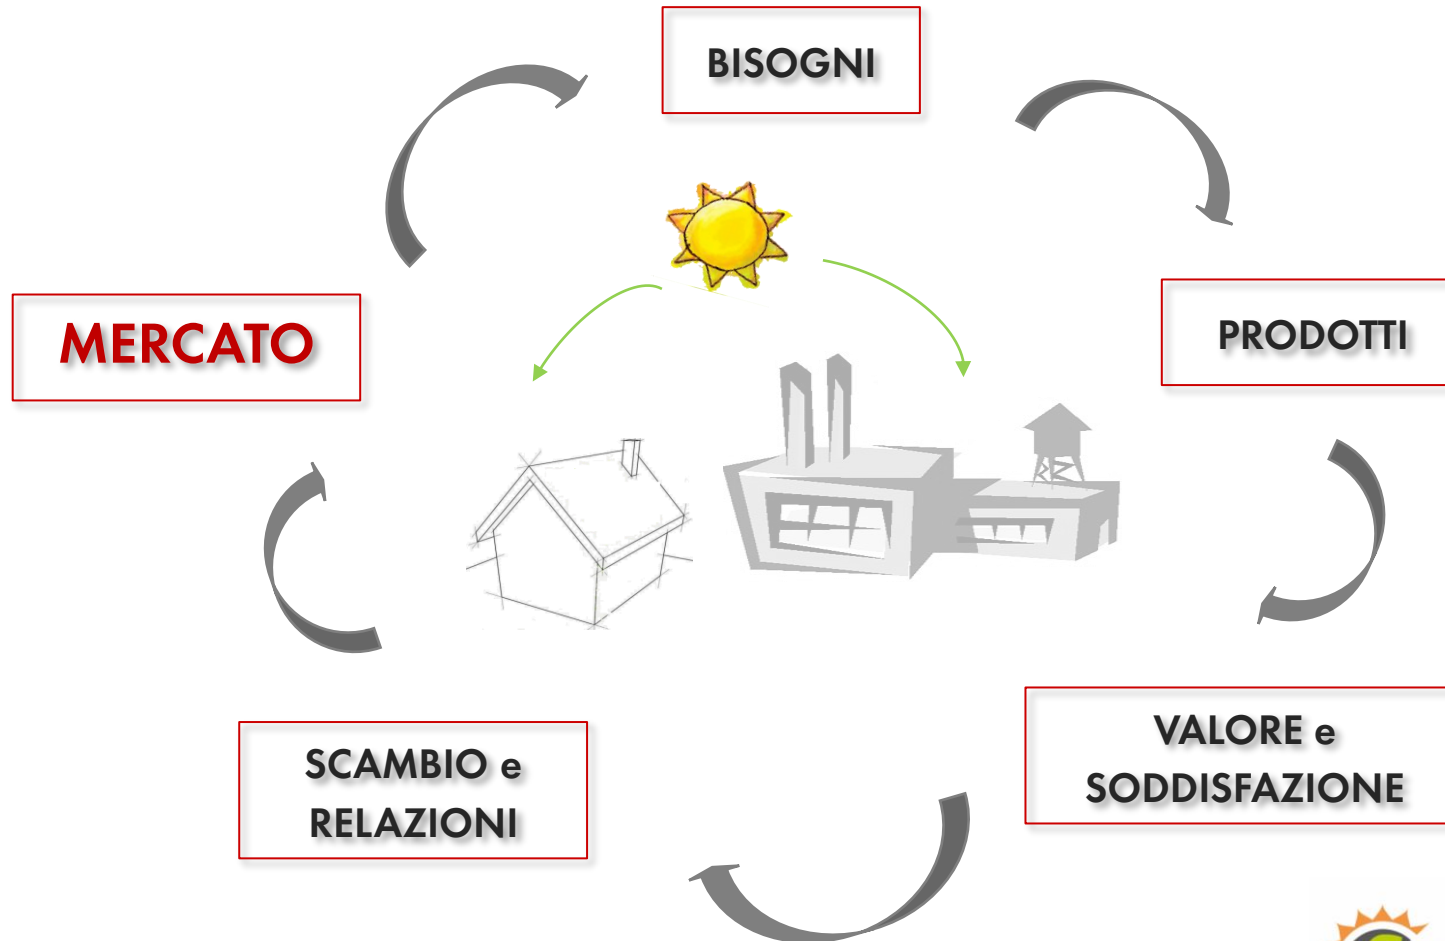 BISOGNI
MERCATO
PRODOTTI
VALORE e
SODDISFAZIONE
SCAMBIO e
RELAZIONI